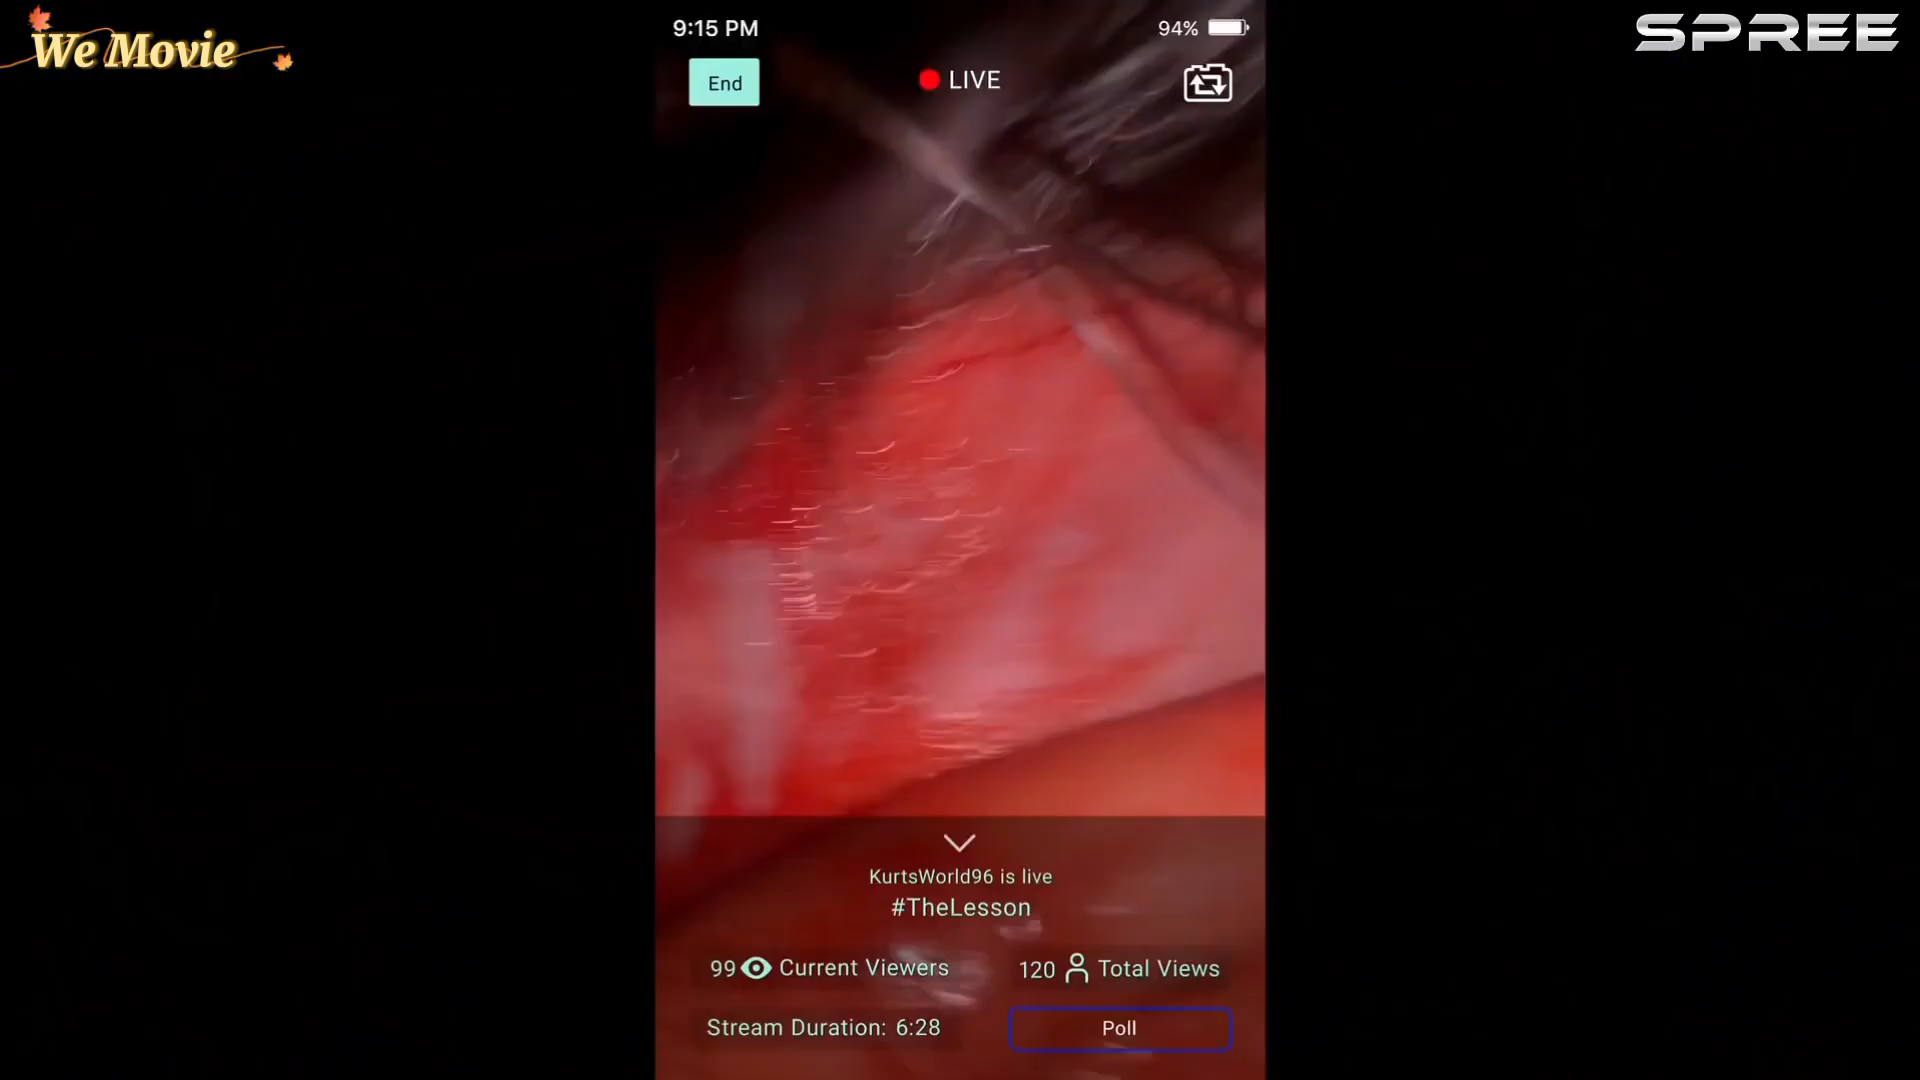 We Movie
SPREE
9:15 PM
94%
End
LIVE
KurtsWorld96 is live
#TheLesson
99 Current Viewers
120 Total Views
Stream Duration: 6:28
Poll